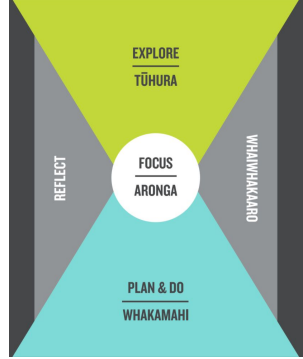 EXPLORE
TŪHURA
REFLECT
FOCUS
ARONGA
WHAIWHAKAARO
PLAN & DO
WHAKAMAHI